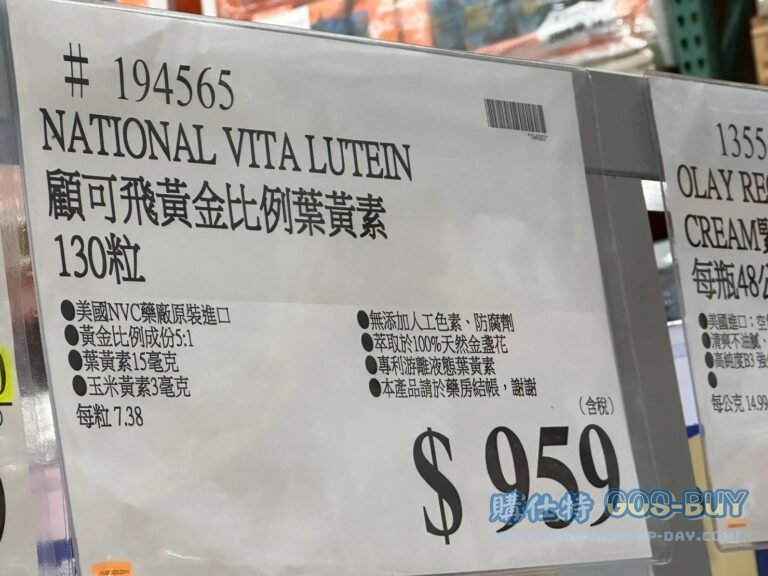 # 194565
*194565*
NATIONAL VITA LUTEIN
顧可飛黃金比例葉黃素
130粒
●美國NVC藥廠原裝進口
●黃金比例成份5:1
●葉黃素15毫克
●玉米黃素3毫克
每粒 7.38
●無添加人工色素、防腐劑
●萃取於100%天然金盞花
●專利游離液態葉黃素
●本產品請於藥房結帳，謝謝
(含稅)
$ 959
1355
OLAY RE
CREAM
每瓶48
●美國進口；空
●清爽不油膩、
●高純度B3 強
●
每公克 14.99
購仕特 GOS-BUY